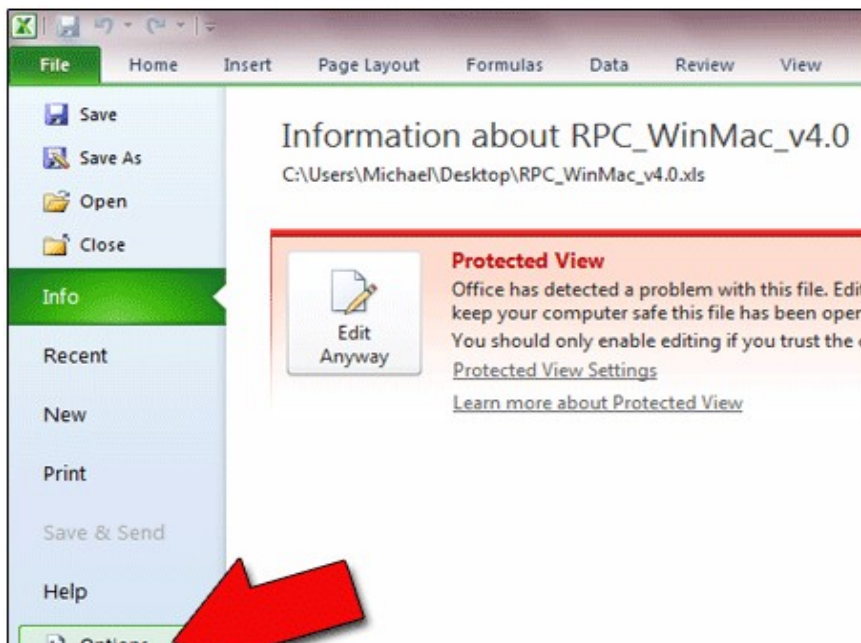 File Home Insert Page Layout Formulas Data Review View
Save
Save As
Open
Close
Info
Recent
New
Print
Save & Send
Help
Options
Information about RPC_WinMac_v4.0
C:\Users\Michael\Desktop\RPC_WinMac_v4.0.xls
Edit
Anyway
Protected View
Office has detected a problem with this file. Edit
keep your computer safe this file has been open
You should only enable editing if you trust the
Protected View Settings
Learn more about Protected View